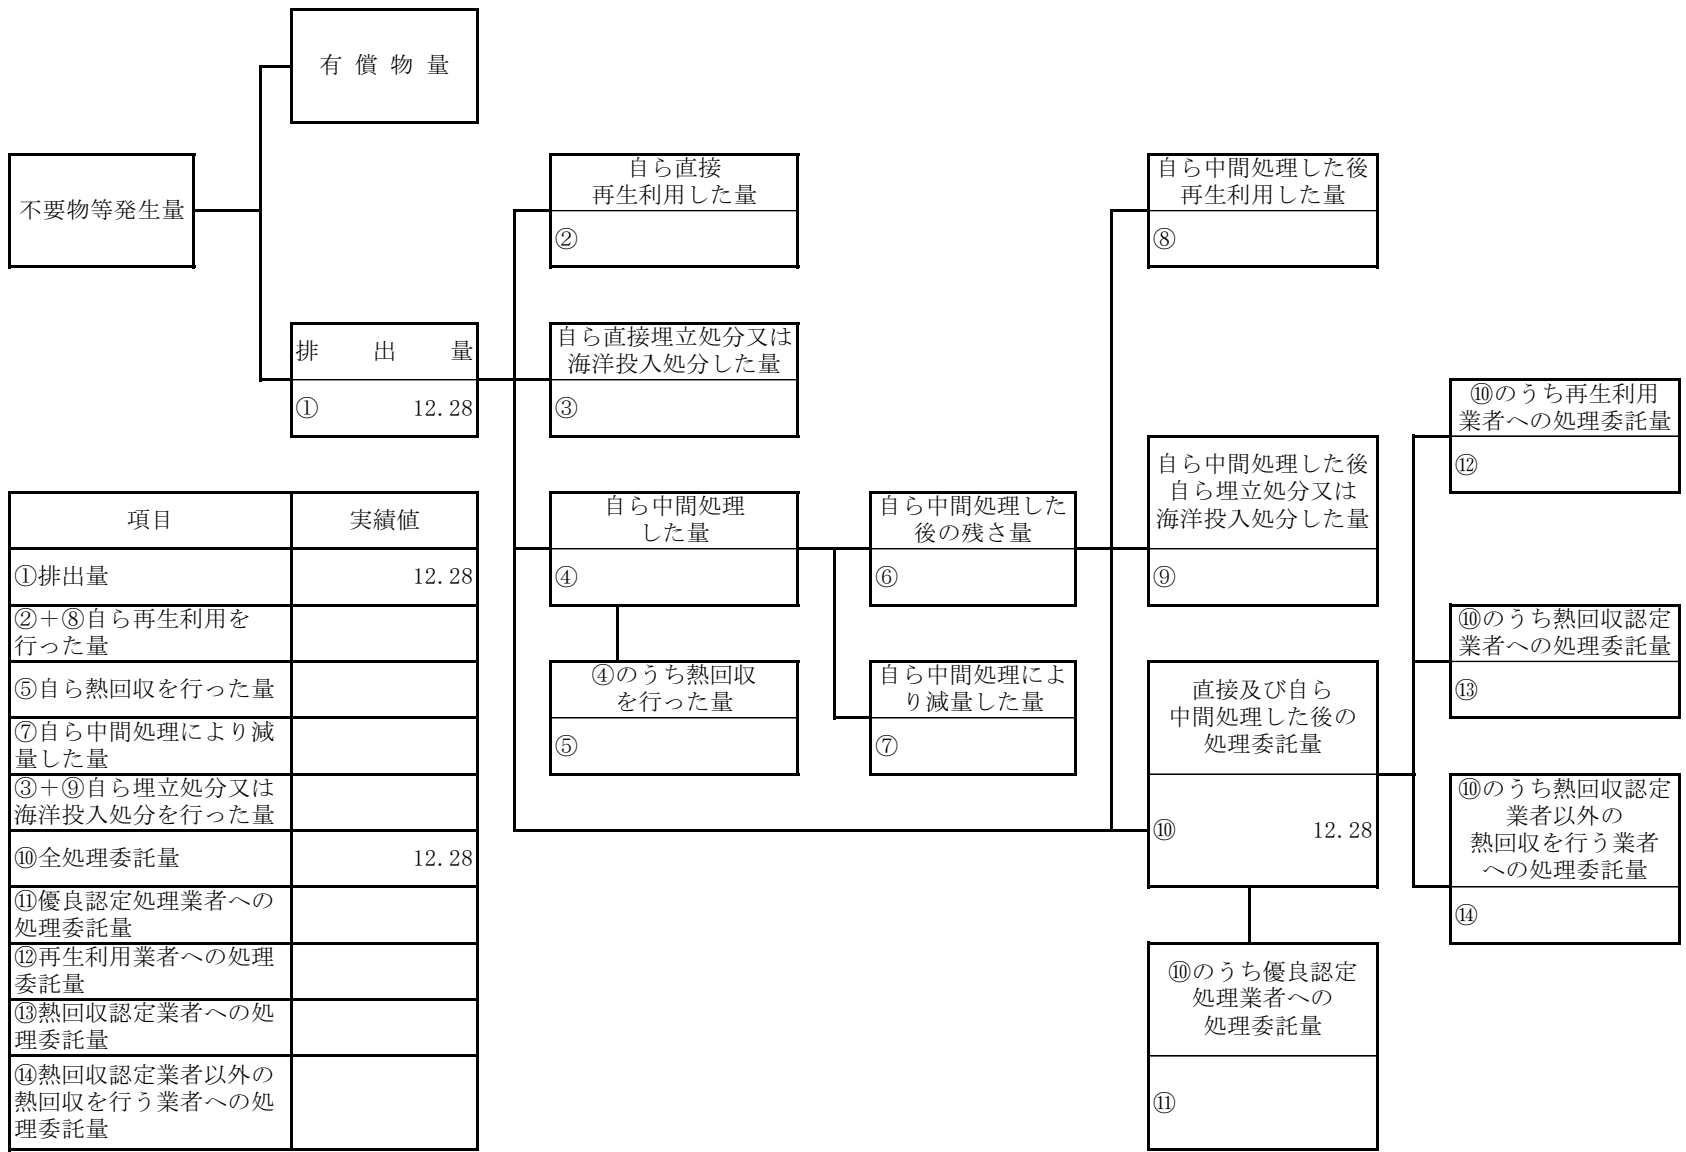 有償物量
不要物等発生量
自ら直接
再生利用した量
②
自ら中間処理した後
再生利用した量
⑧
排出量
① 12.28
自ら直接埋立処分又は
海洋投入処分した量
③
⑩のうち再生利用
業者への処理委託量
⑫
自ら中間処理
した量
④
自ら中間処理した
後の残さ量
⑥
自ら中間処理した後
自ら埋立処分又は
海洋投入処分した量
⑨
⑩のうち熱回収認定
業者への処理委託量
⑬
④のうち熱回収
を行った量
⑤
自ら中間処理によ
り減量した量
⑦
直接及び自ら
中間処理した後の
処理委託量
⑩ 12.28
⑩のうち熱回収認定
業者以外の
熱回収を行う業者
への処理委託量
⑭
⑩のうち優良認定
処理業者への
処理委託量
⑪
項目 実績値
①排出量 12.28
②＋⑧自ら再生利用を
行った量
⑤自ら熱回収を行った量
⑦自ら中間処理により減
量した量
③＋⑨自ら埋立処分又は
海洋投入処分を行った量
⑩全処理委託量 12.28
⑪優良認定処理業者への
処理委託量
⑫再生利用業者への処理
委託量
⑬熱回収認定業者への処
理委託量
⑭熱回収認定業者以外の
熱回収を行う業者への処
理委託量